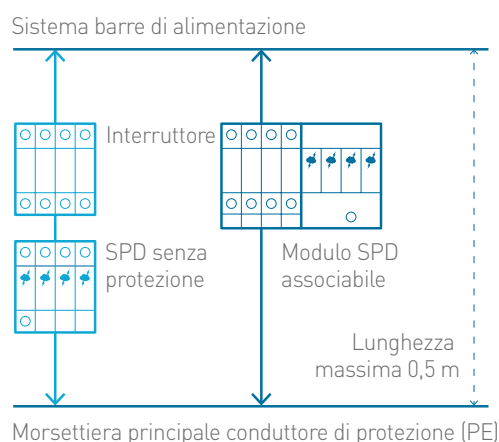 Sistema barre di alimentazione
Interruttore
SPD senza
protezione
Modulo SPD
associabile
Lunghezza
massima 0,5 m
Morsettiera principale conduttore di protezione (PE)